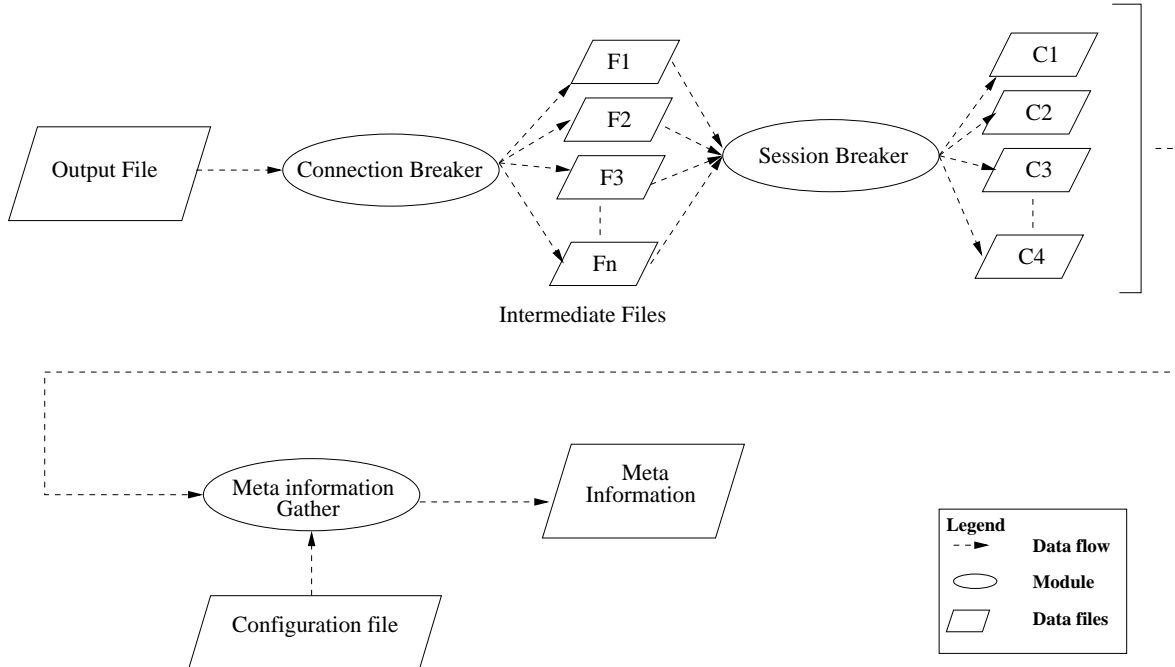 Output File
Connection Breaker
F1
F2
F3
Fn
Intermediate Files
Session Breaker
C1
C2
C3
C4
Meta information
Gather
Meta
Information
Configuration file
Legend
Data flow
Module
Data files